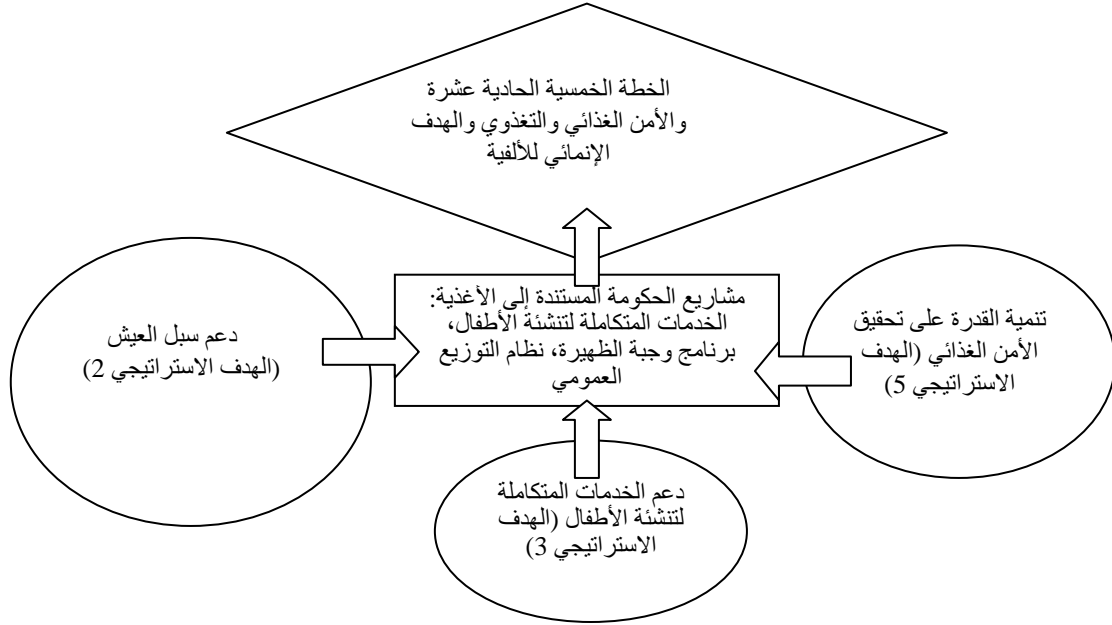 الخطة الخمسية الحادية عشرة
والأمن الغذائي والتغذوي والهدف
الإنمائي للألفية
مشاريع الحكومة المستندة إلى الأغذية:
الخدمات المتكاملة لتنشئة الأطفال،
برنامج وجبة الظهيرة، نظام التوزيع
العمومي
تنمية القدرة على تحقيق
الأمن الغذائي (الهدف
الاستراتيجي 5)
دعم سبل العيش
(الهدف الاستراتيجي 2)
دعم الخدمات المتكاملة
لتنشئة الأطفال (الهدف
الاستراتيجي 3)